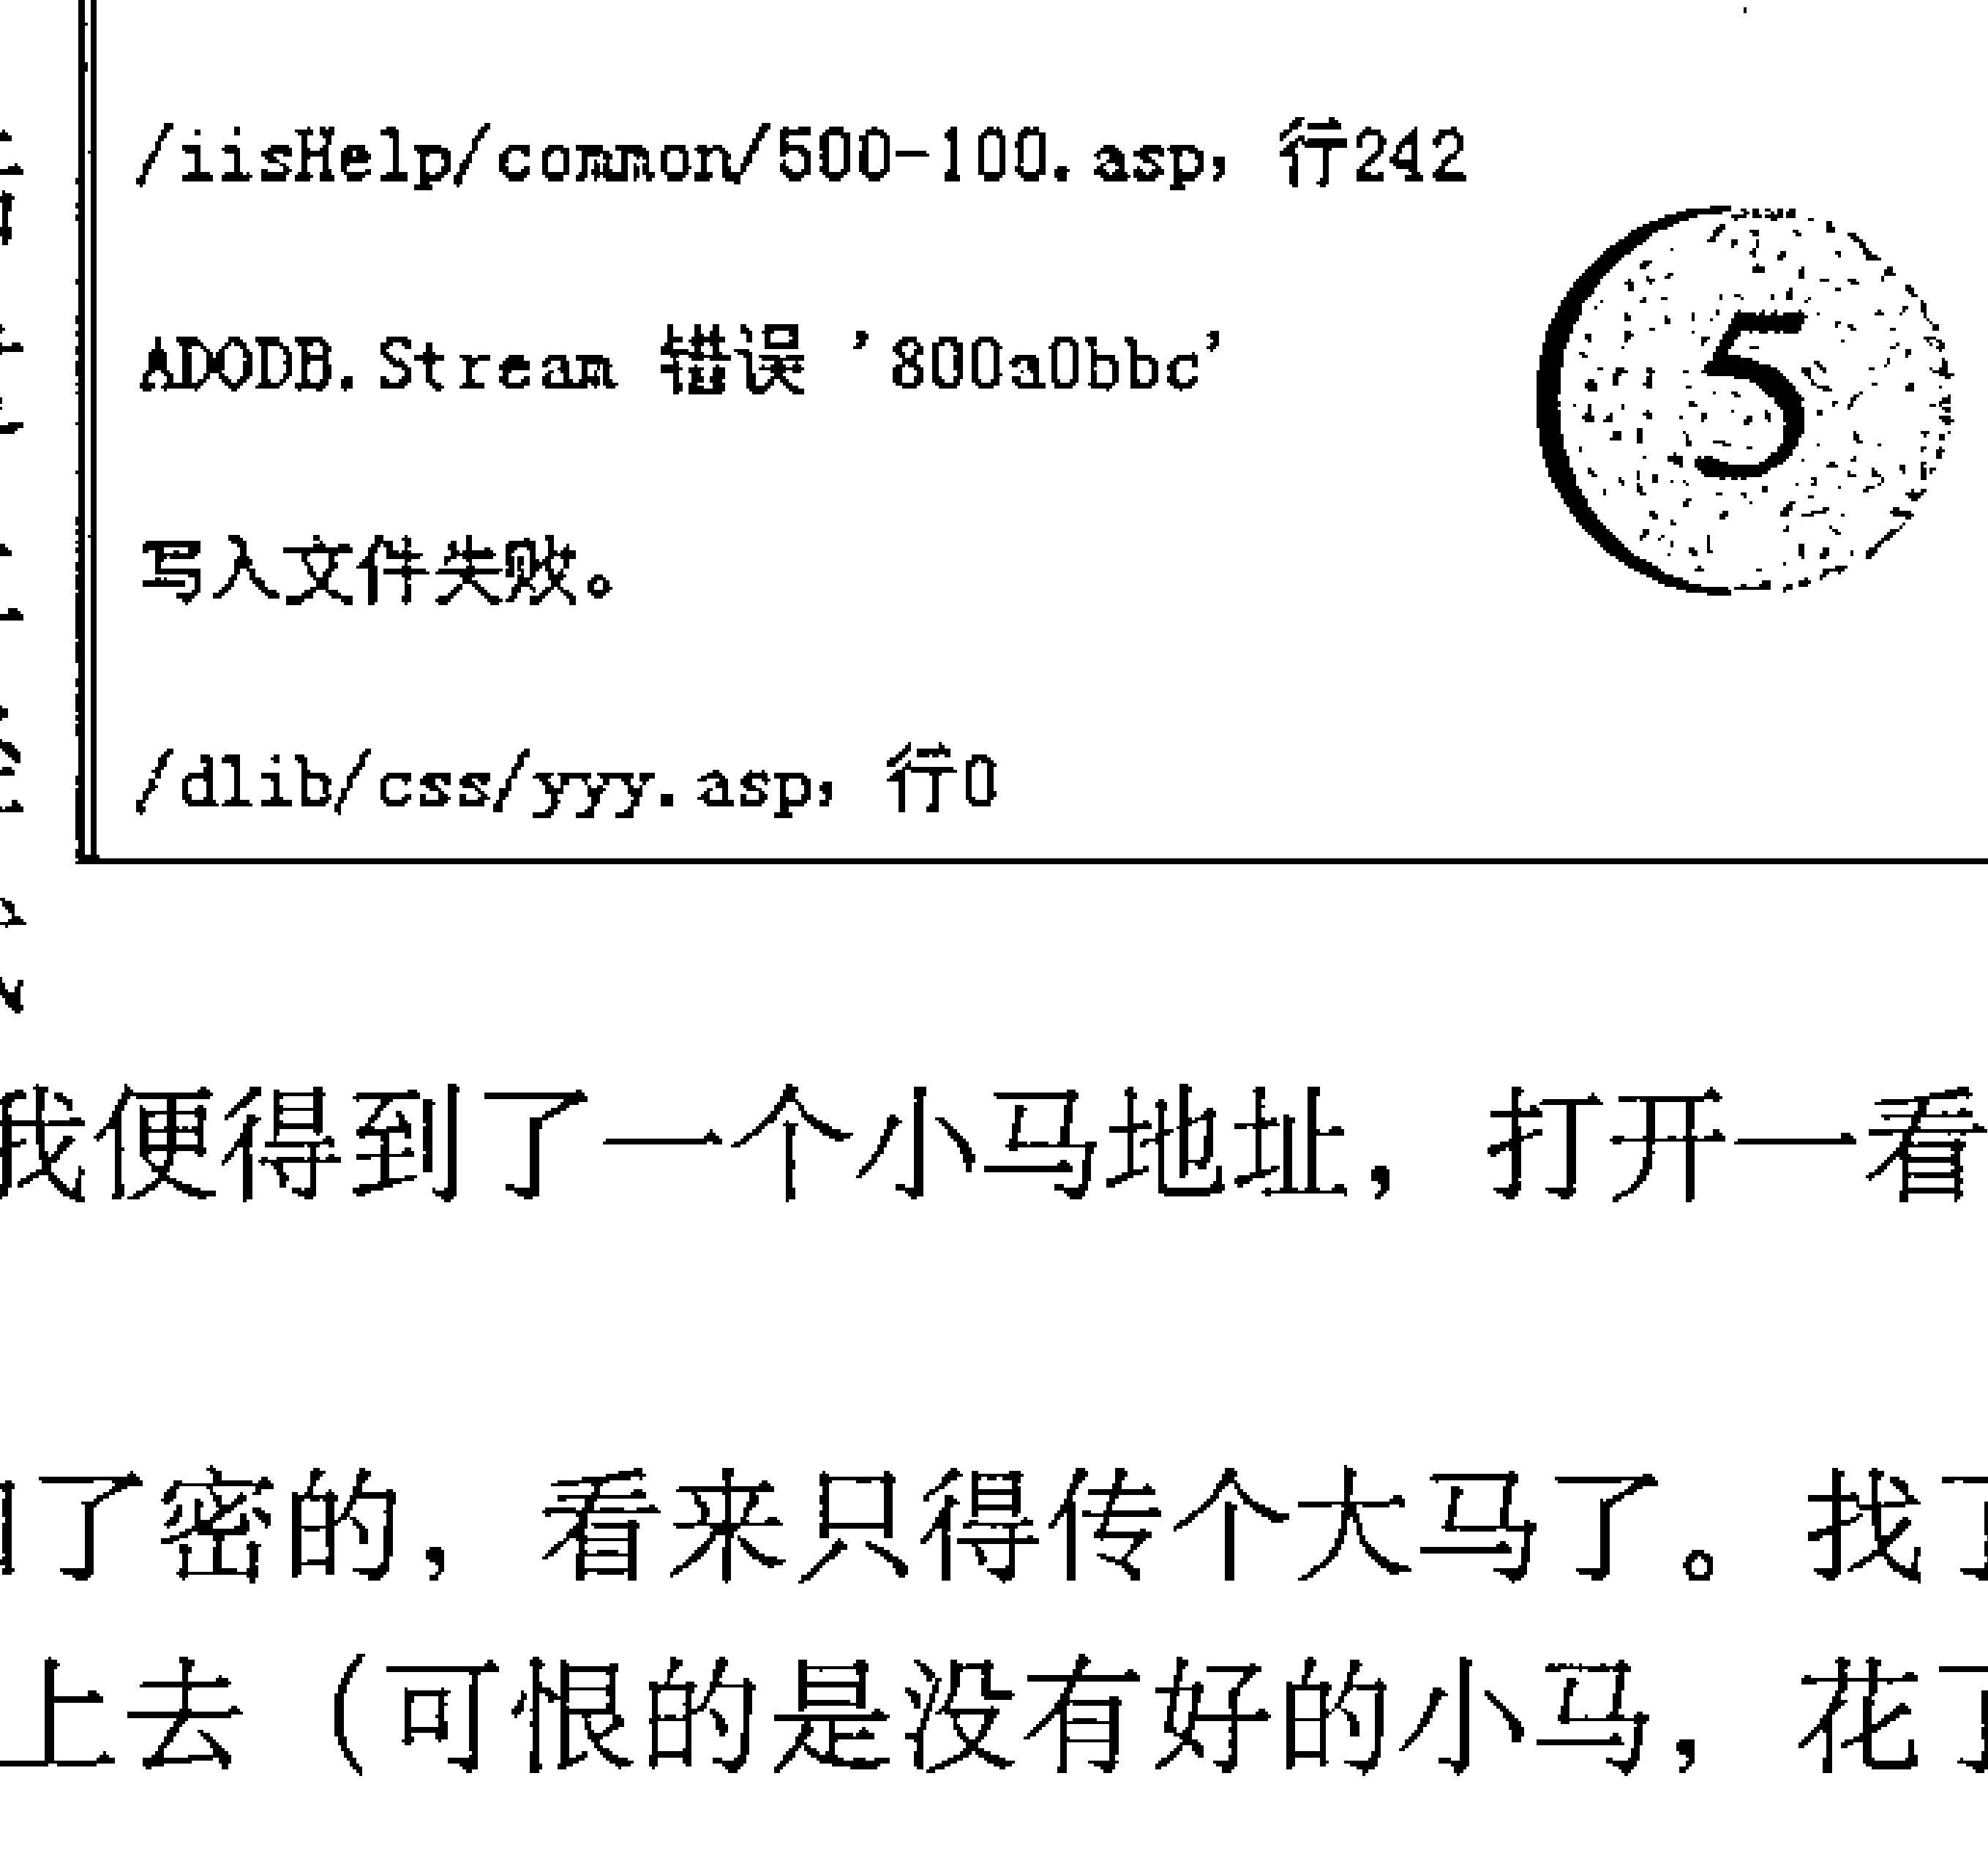 /iisHelp/common/500-100.asp，行242
ADODB.Stream 错误 '800a0bbc'
5
写入文件失败。
/dlib/css/yyy.asp，行0
我便得到了一个小马地址，打开一看
了密的，看来只得传个大马了。找了
上去（可恨的是没有好的小马，花了